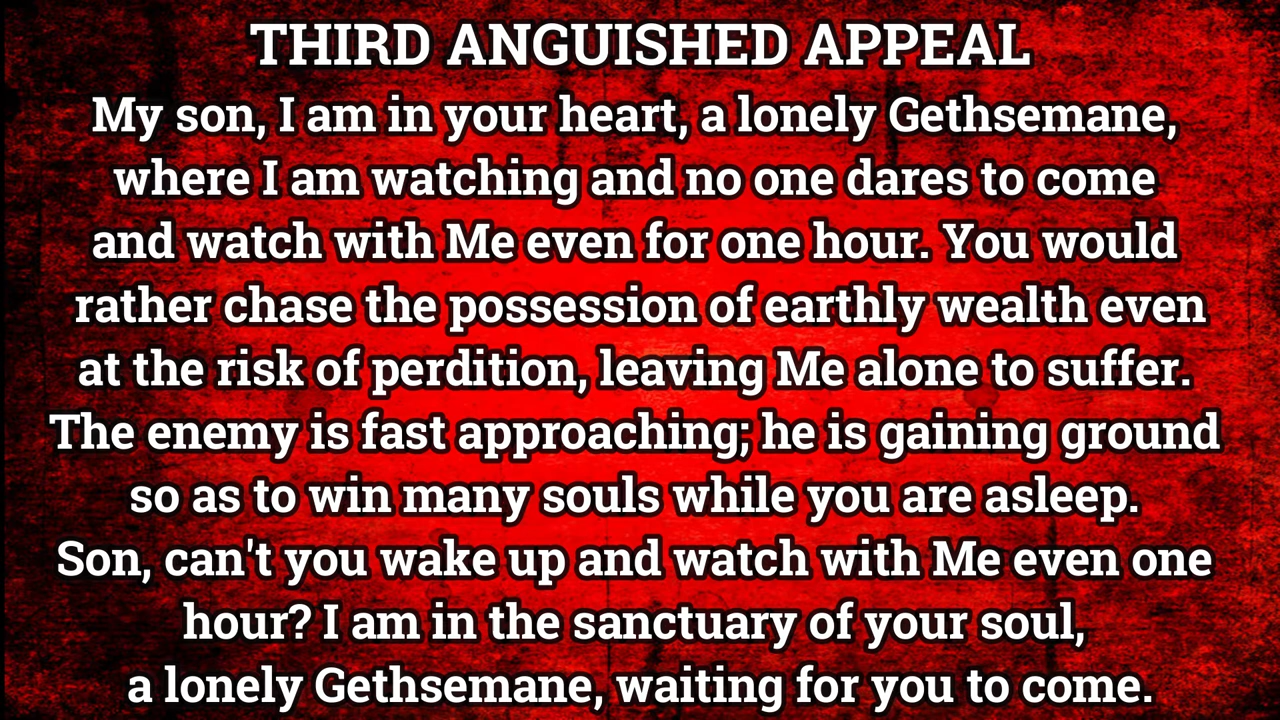 THIRD ANGUISHED APPEAL
My son, I am in your heart, a lonely Gethsemane,
where I am watching and no one dares to come
and watch with Me even for one hour. You would
rather chase the possession of earthly wealth even
at the risk of perdition, leaving Me alone to suffer.
The enemy is fast approaching; he is gaining ground
so as to win many souls while you are asleep.
Son, can't you wake up and watch with Me even one
hour? I am in the sanctuary of your soul,
a lonely Gethsemane, waiting for you to come.